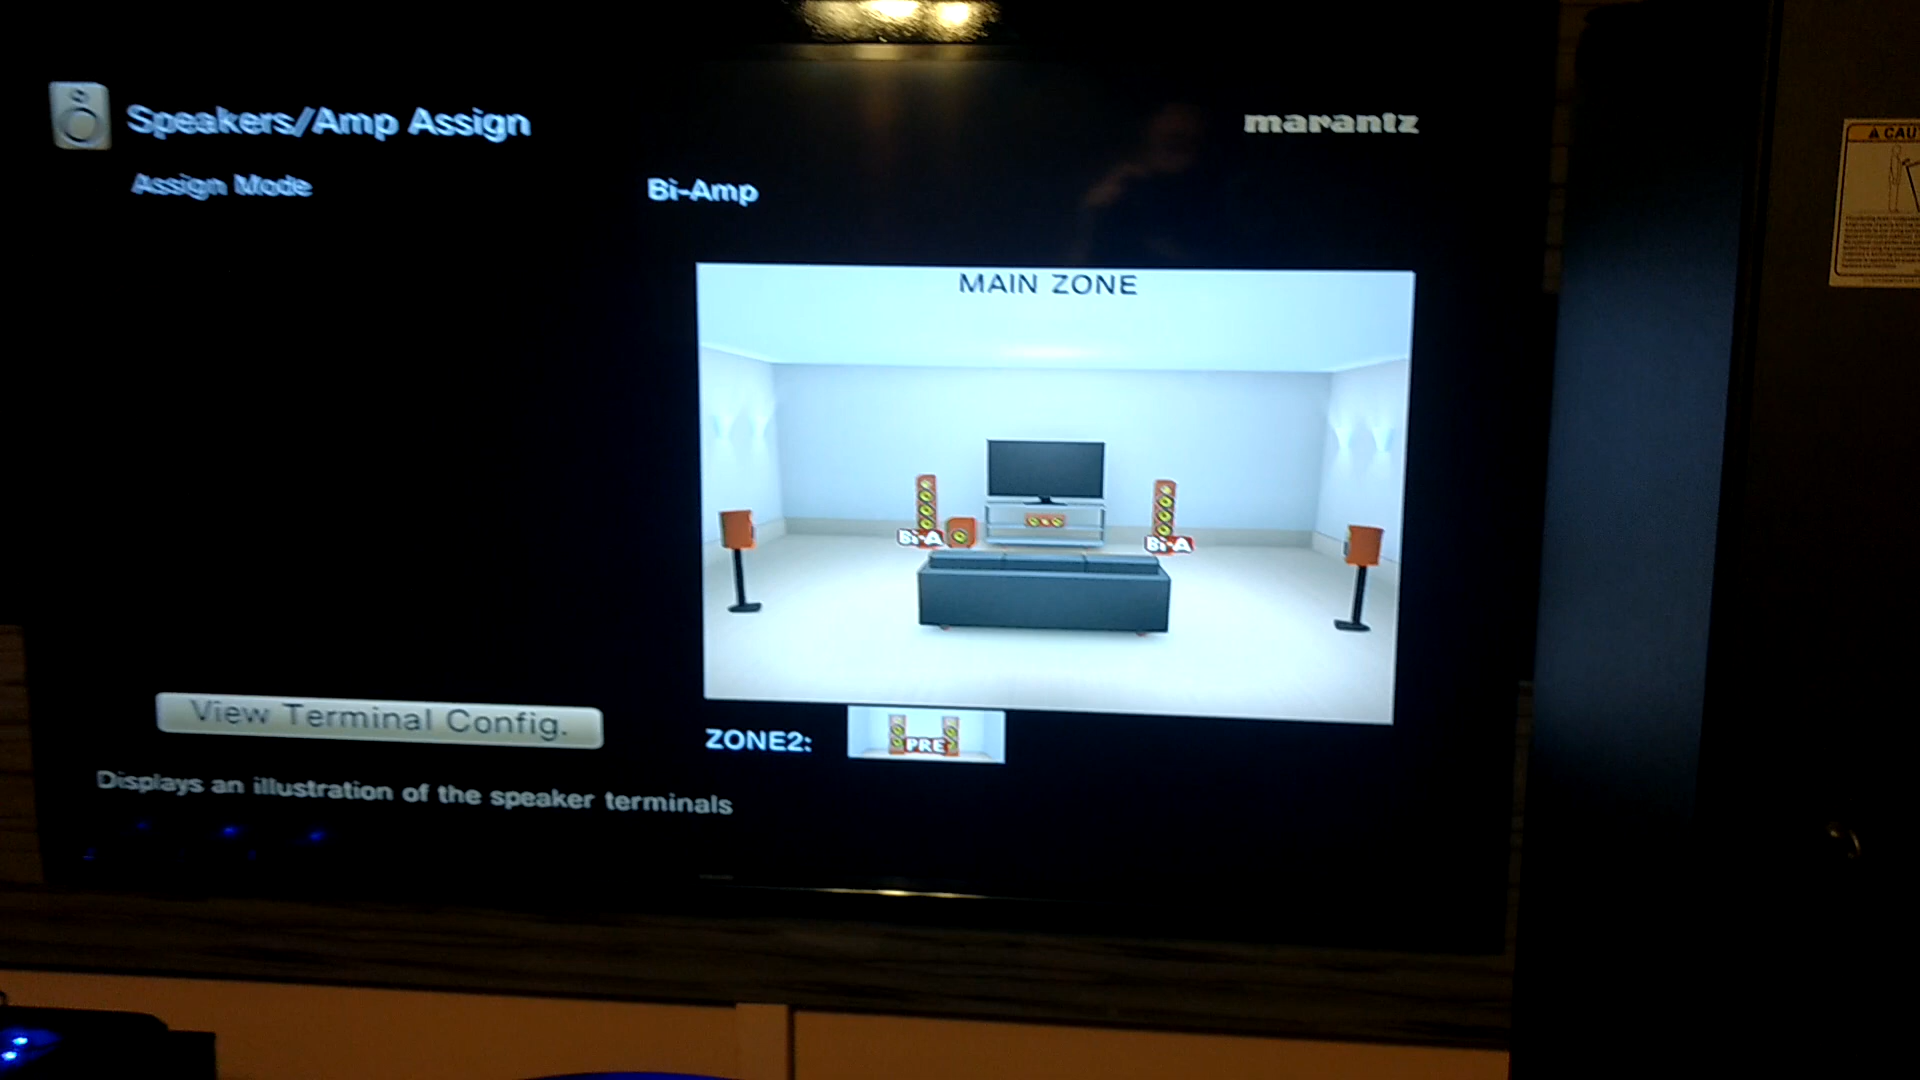 Speakers/Amp Assign
marantz
Assign Mode
Bi-Amp
MAIN ZONE
Bi-A
Bi-A
View Terminal Config.
ZONE2:
PRE
Displays an illustration of the speaker terminals